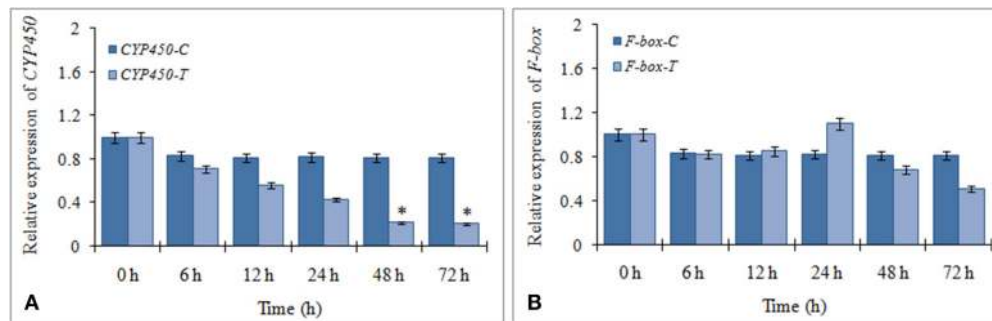 Relative expression of CYP450
2
1.6
1.2
0.8
0.4
0
CYP450-C
CYP450-T
*
*
0 h 6 h 12 h 24 h 48 h 72 h
Time (h)
A
Relative expression of F-box
2
1.6
1.2
0.8
0.4
0
F-box-C
F-box-T
0 h 6 h 12 h 24 h 48 h 72 h
Time (h)
B